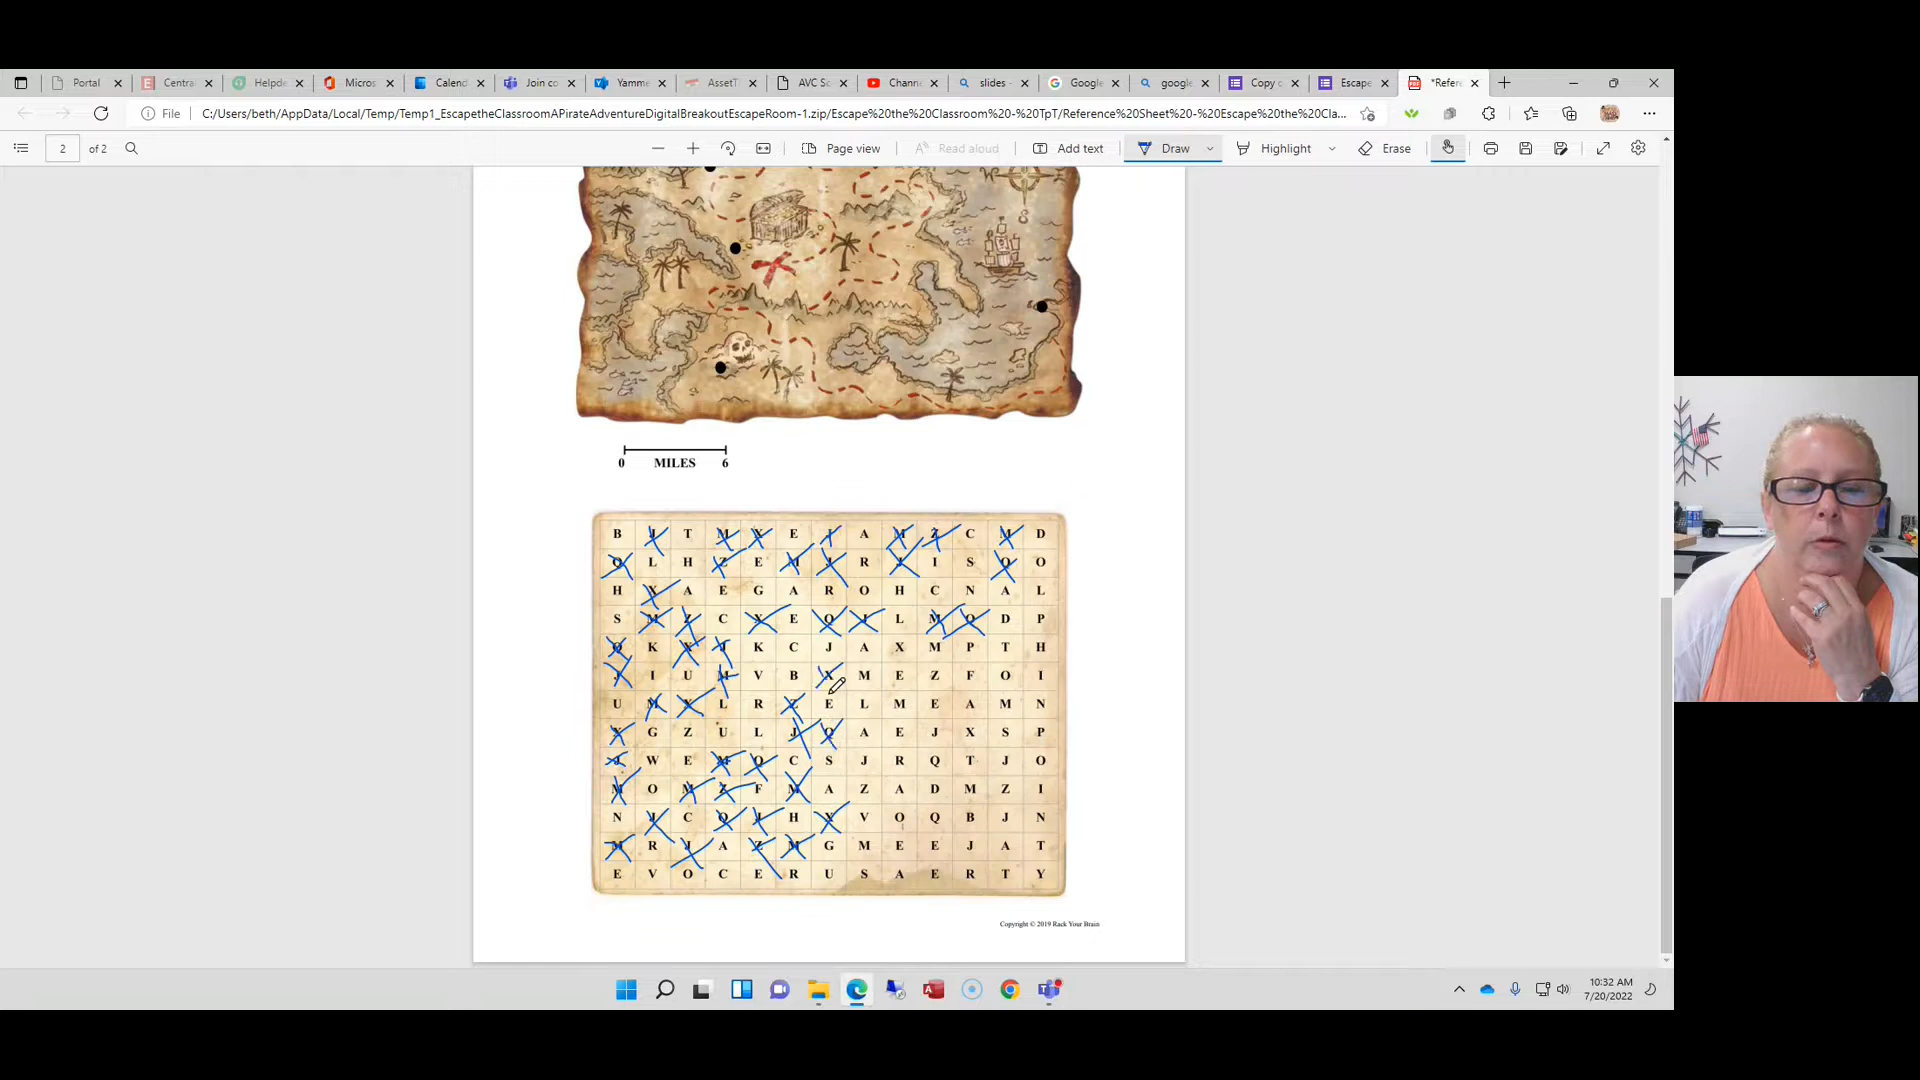 Portal
Centra
Helpde
Micros
Calend
Join co
Yamme
AssetT
AVC Sc
Chann
slides -
Google
google
Copy c
Escape
*Refere
File
C:/Users/beth/AppData/Local/Temp/Temp1_EscapetheClassroomAPirateAdventureDigitalBreakoutEscapeRoom-1.zip/Escape%20the%20Classroom%20-%20TpT/Reference%20Sheet%20-%20Escape%20the%20Cla...
2 of 2
Page view
Read aloud
Add text
Draw
Highlight
Erase
W
S
0 MILES 6
B J T M X E J A M Z C M D
Q L H Z E M J R J I S Q O
H X A E G A R O H C N A L
S M Z C X E Q J L M Q D P
Q K X J K C J A X M P T H
J I U M V B X M E Z F O I
U M X L R Z E L M E A M N
X G Z U L J Q A E J X S P
J W E M Q C S J R Q T J O
M O M Z F M A Z A D M Z I
N J C Q J H X V O Q B J N
M R J A Z M G M E E J A T
E V O C E R U S A E R T Y
Copyright © 2019 Rack Your Brain
10:32 AM
7/20/2022